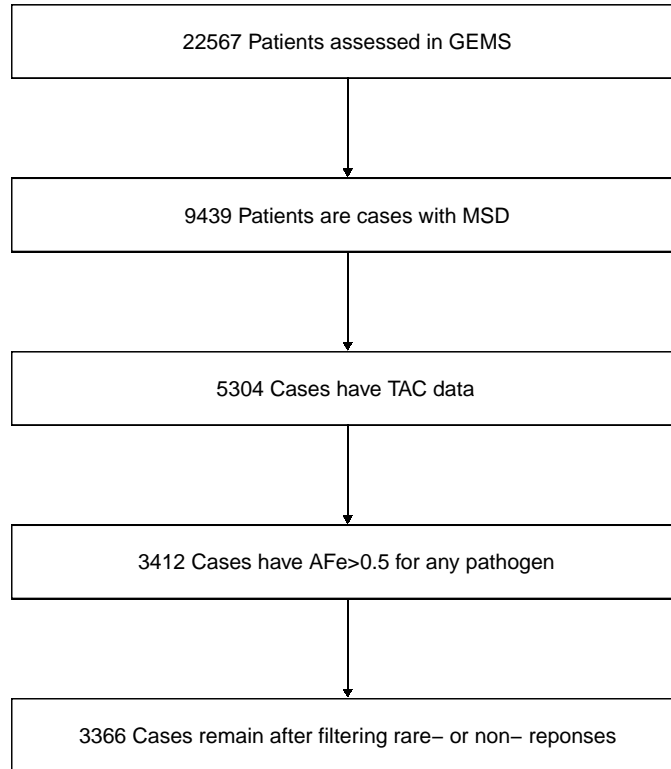 22567 Patients assessed in GEMS
9439 Patients are cases with MSD
5304 Cases have TAC data
3412 Cases have AFe>0.5 for any pathogen
3366 Cases remain after filtering rare− or non− reponses